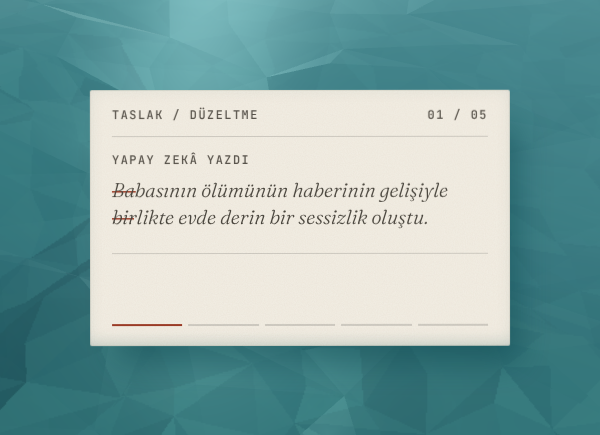 TASLAK / DÜZELTME
01 / 05
YAPAY ZEKÂ YAZDI
Babasının ölümünün haberinin gelişiyle
birlikte evde derin bir sessizlik oluştu.